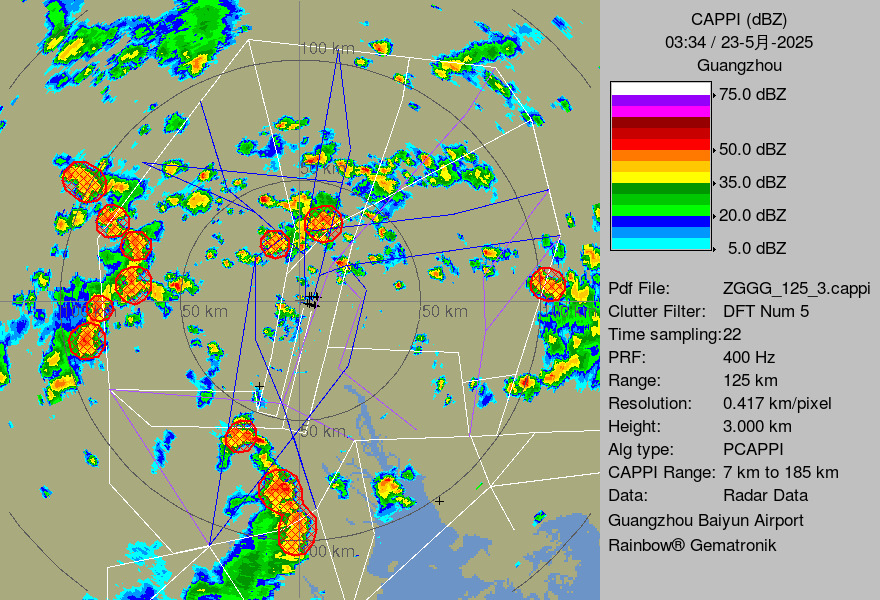 CAPPI (dBZ)
03:34 / 23-5月-2025
Guangzhou
75.0 dBZ
50.0 dBZ
35.0 dBZ
20.0 dBZ
5.0 dBZ
Pdf File: ZGGG_125_3.cappi
Clutter Filter: DFT Num 5
Time sampling:22
PRF: 400 Hz
Range: 125 km
Resolution: 0.417 km/pixel
Height: 3.000 km
Alg type: PCAPPI
CAPPI Range: 7 km to 185 km
Data: Radar Data
Guangzhou Baiyun Airport
Rainbow® Gematronik
100 km
50 km
50 km
50 km
50 km
100 km